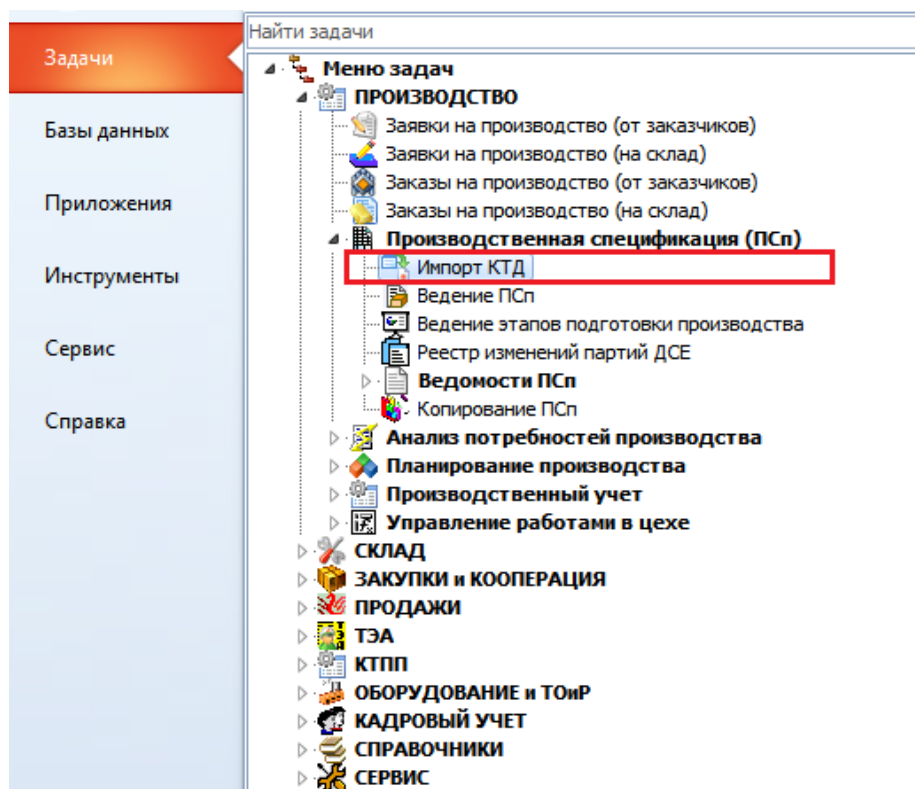 Задачи
Базы данных
Приложения
Инструменты
Сервис
Справка
Найти задачи
Меню задач
ПРОИЗВОДСТВО
Заявки на производство (от заказчиков)
Заявки на производство (на склад)
Заказы на производство (от заказчиков)
Заказы на производство (на склад)
Производственная спецификация (ПСп)
Импорт КТД
Ведение ПСп
Ведение этапов подготовки производства
Реестр изменений партий ДСЕ
Ведомости ПСп
Копирование ПСп
Анализ потребностей производства
Планирование производства
Производственный учет
Управление работами в цехе
СКЛАД
ЗАКУПКИ и КООПЕРАЦИЯ
ПРОДАЖИ
ТЭА
КТПП
ОБОРУДОВАНИЕ и ТОиР
КАДРОВЫЙ УЧЕТ
СПРАВОЧНИКИ
СЕРВИС